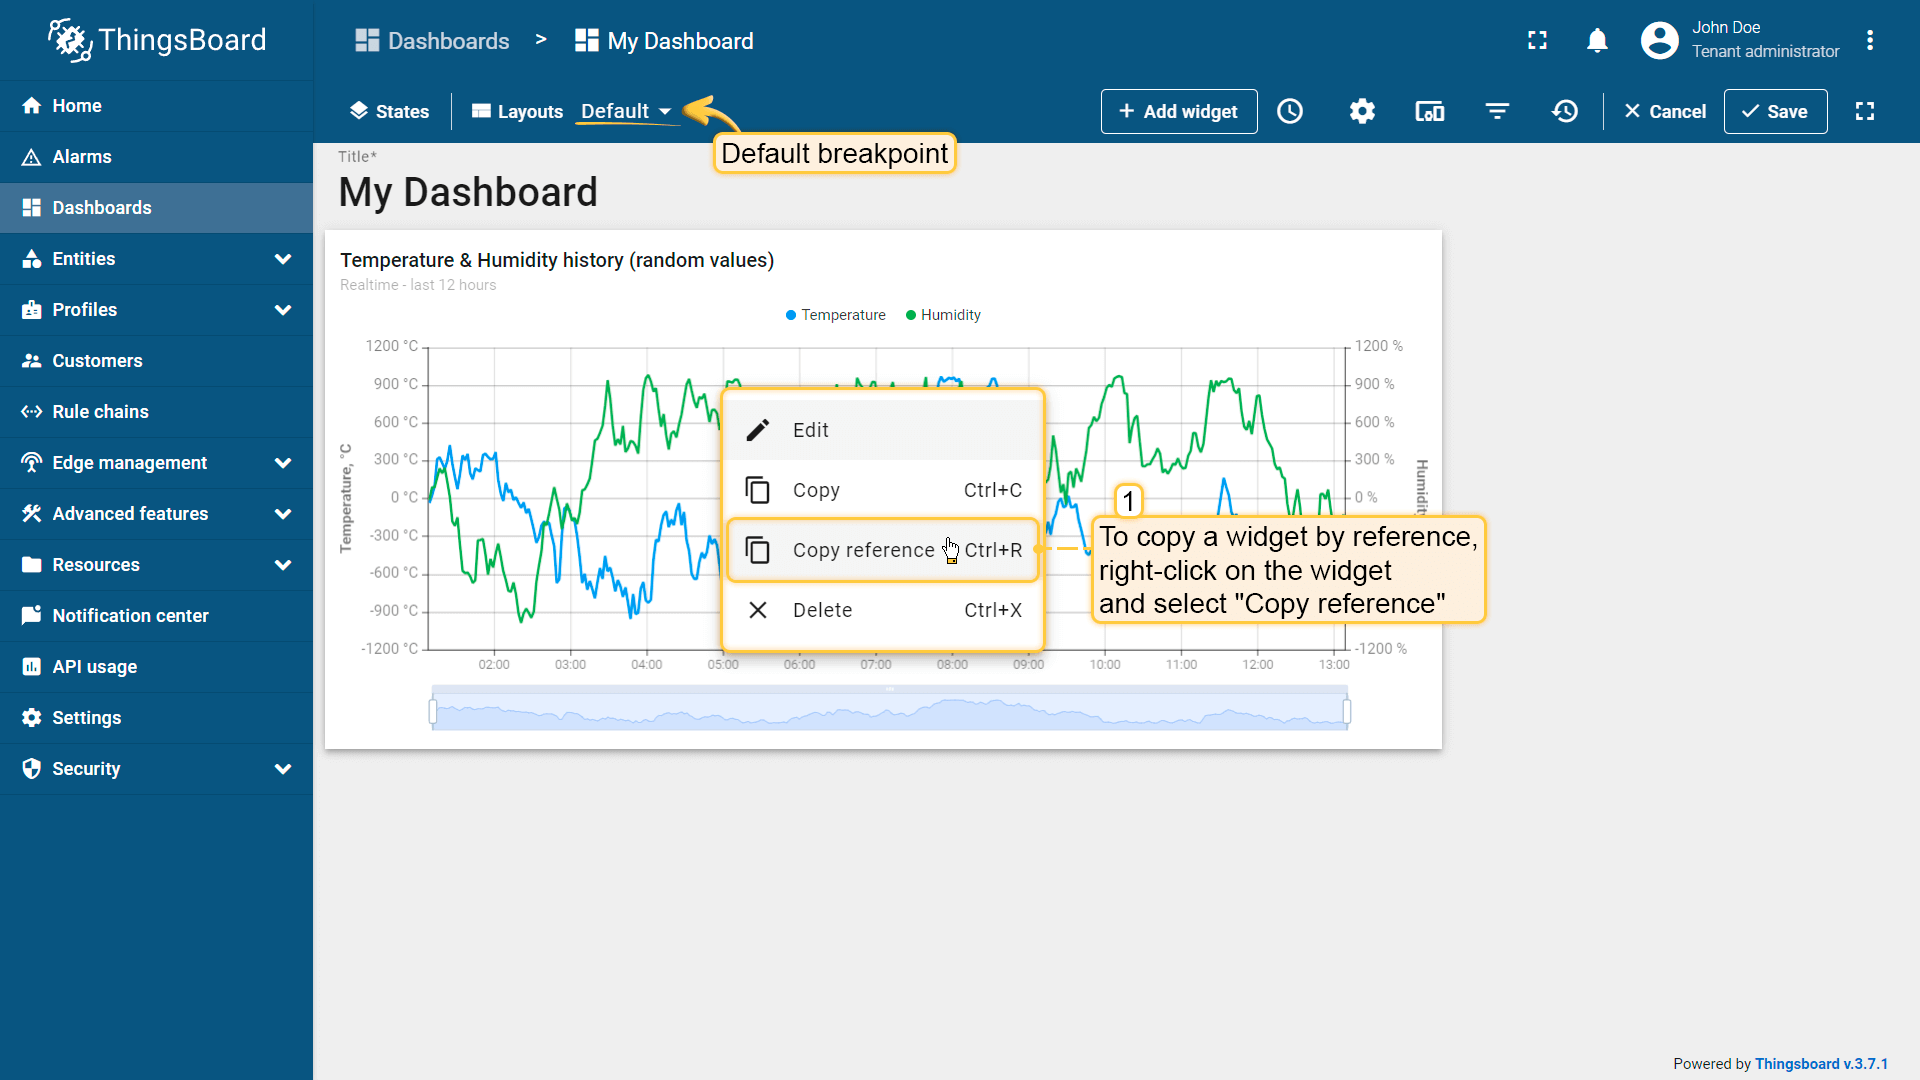 ThingsBoard
Dashboards > My Dashboard
John Doe
Tenant administrator
Home
Alarms
Dashboards
Entities
Profiles
Customers
Rule chains
Edge management
Advanced features
Resources
Notification center
API usage
Settings
Security
States
Layouts
Default
+ Add widget
Cancel
Save
Default breakpoint
Title*
My Dashboard
Temperature & Humidity history (random values)
Realtime - last 12 hours
Temperature
Humidity
1200 °C
900 °C
600 °C
300 °C
0 °C
-300 °C
-600 °C
-900 °C
-1200 °C
Temperature, °C
1200 %
900 %
600 %
300 %
0 %
-1200 %
Humidity
02:00
03:00
04:00
05:00
06:00
07:00
08:00
09:00
10:00
11:00
12:00
13:00
Edit
Copy Ctrl+C
Copy reference Ctrl+R
Delete Ctrl+X
1
To copy a widget by reference,
right-click on the widget
and select "Copy reference"
Powered by Thingsboard v.3.7.1